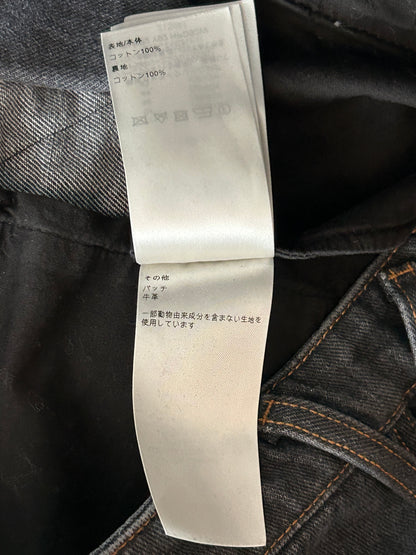 表地/本体
コットン100%
裏地
コットン100%
その他
パッチ
牛革
一部動物由来成分を含まない生地を
使用しています